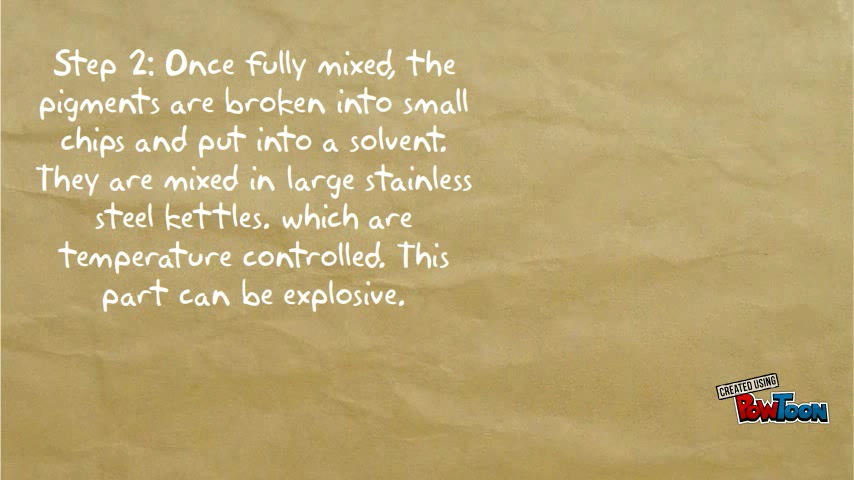 Step 2: Once fully mixed, the
pigments are broken into small
chips and put into a solvent.
They are mixed in large stainless
steel kettles. which are
temperature controlled. This
part can be explosive.
CREATED USING
POWTOON